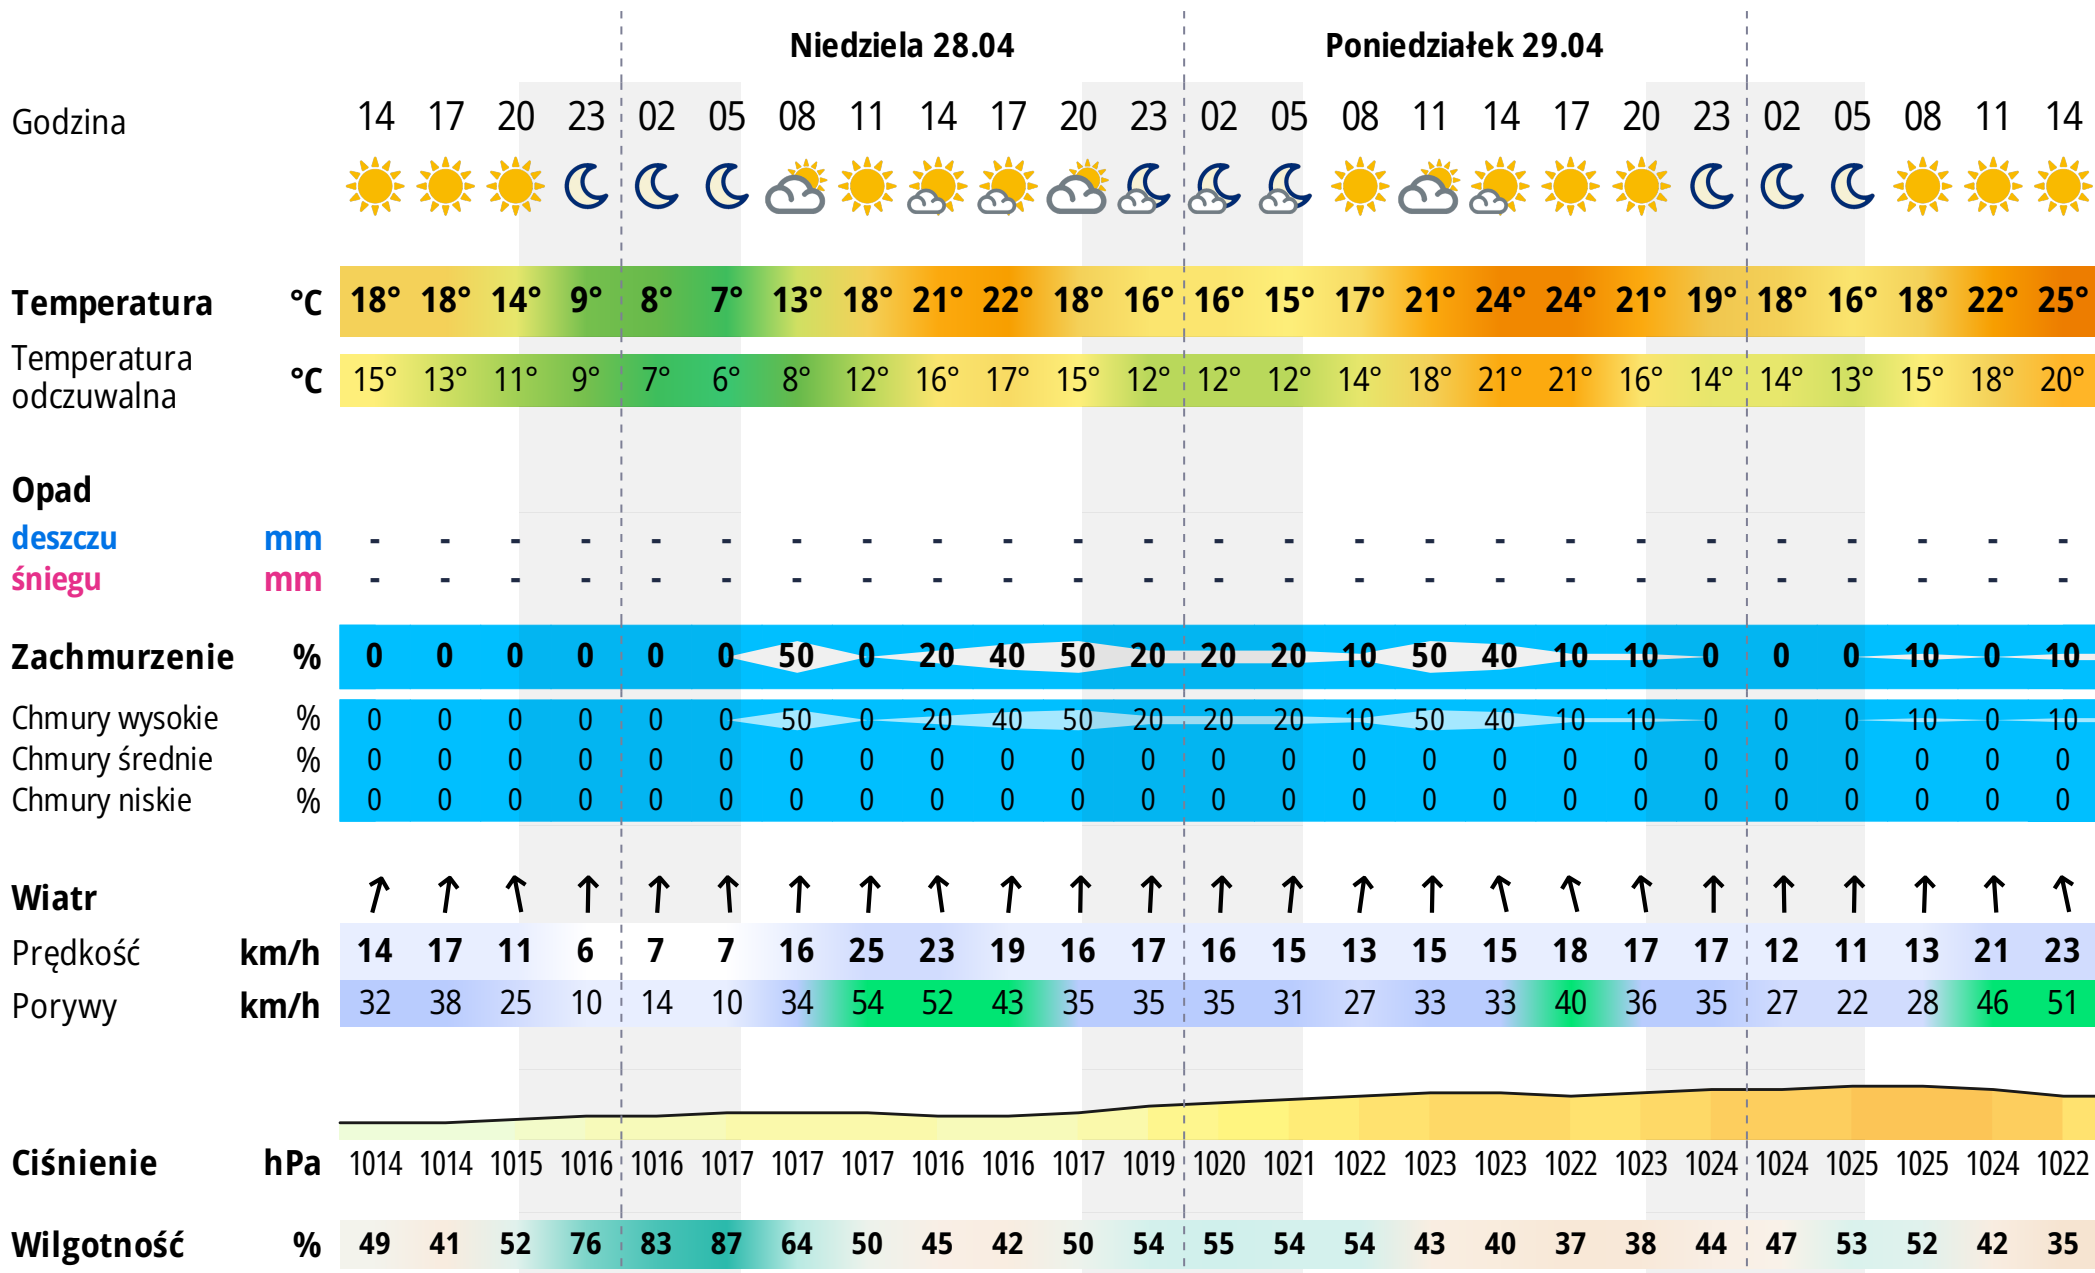 Niedziela 28.04 Poniedziałek 29.04
Godzina 14 17 20 23 02 05 08 11 14 17 20 23 02 05 08 11 14 17 20 23 02 05 08 11 14
Temperatura °C 18° 18° 14° 9° 8° 7° 13° 18° 21° 22° 18° 16° 16° 15° 17° 21° 24° 24° 21° 19° 18° 16° 18° 22° 25°
Temperatura
odczuwalna °C 15° 13° 11° 9° 7° 6° 8° 12° 16° 17° 15° 12° 12° 12° 14° 18° 21° 21° 16° 14° 14° 13° 15° 18° 20°
Opad
deszczu mm - - - - - - - - - - - - - - - - - - - - - - - - -
śniegu mm - - - - - - - - - - - - - - - - - - - - - - - - -
Zachmurzenie % 0 0 0 0 0 0 50 0 20 40 50 20 20 20 10 50 40 10 10 0 0 0 10 0 10
Chmury wysokie % 0 0 0 0 0 0 50 0 20 40 50 20 20 20 10 50 40 10 10 0 0 0 10 0 10
Chmury średnie % 0 0 0 0 0 0 0 0 0 0 0 0 0 0 0 0 0 0 0 0 0 0 0 0 0
Chmury niskie % 0 0 0 0 0 0 0 0 0 0 0 0 0 0 0 0 0 0 0 0 0 0 0 0 0
Wiatr
Prędkość km/h 14 17 11 6 7 7 16 25 23 19 16 17 16 15 13 15 15 18 17 17 12 11 13 21 23
Porywy km/h 32 38 25 10 14 10 34 54 52 43 35 35 35 31 27 33 33 40 36 35 27 22 28 46 51
Ciśnienie hPa 1014 1014 1015 1016 1016 1017 1017 1017 1016 1016 1017 1019 1020 1021 1022 1023 1023 1022 1023 1024 1024 1025 1025 1024 1022
Wilgotność % 49 41 52 76 83 87 64 50 45 42 50 54 55 54 54 43 40 37 38 44 47 53 52 42 35